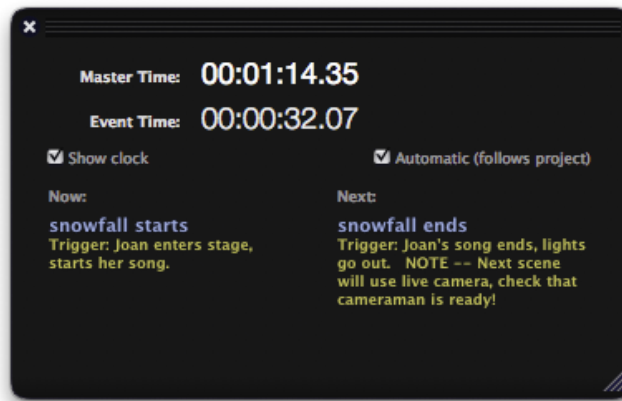 Master Time: 00:01:14.35
Event Time: 00:00:32.07
Show clock
Automatic (follows project)
Now:
snowfall starts
Trigger: Joan enters stage,
starts her song.
Next:
snowfall ends
Trigger: Joan's song ends, lights
go out.   NOTE -- Next scene
will use live camera, check that
cameraman is ready!